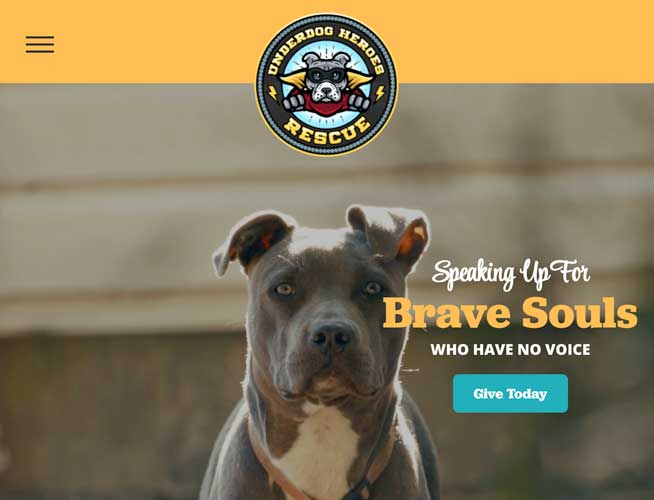 UNDERDOG HEROES
RESCUE
Speaking Up For
Brave Souls
WHO HAVE NO VOICE
Give Today